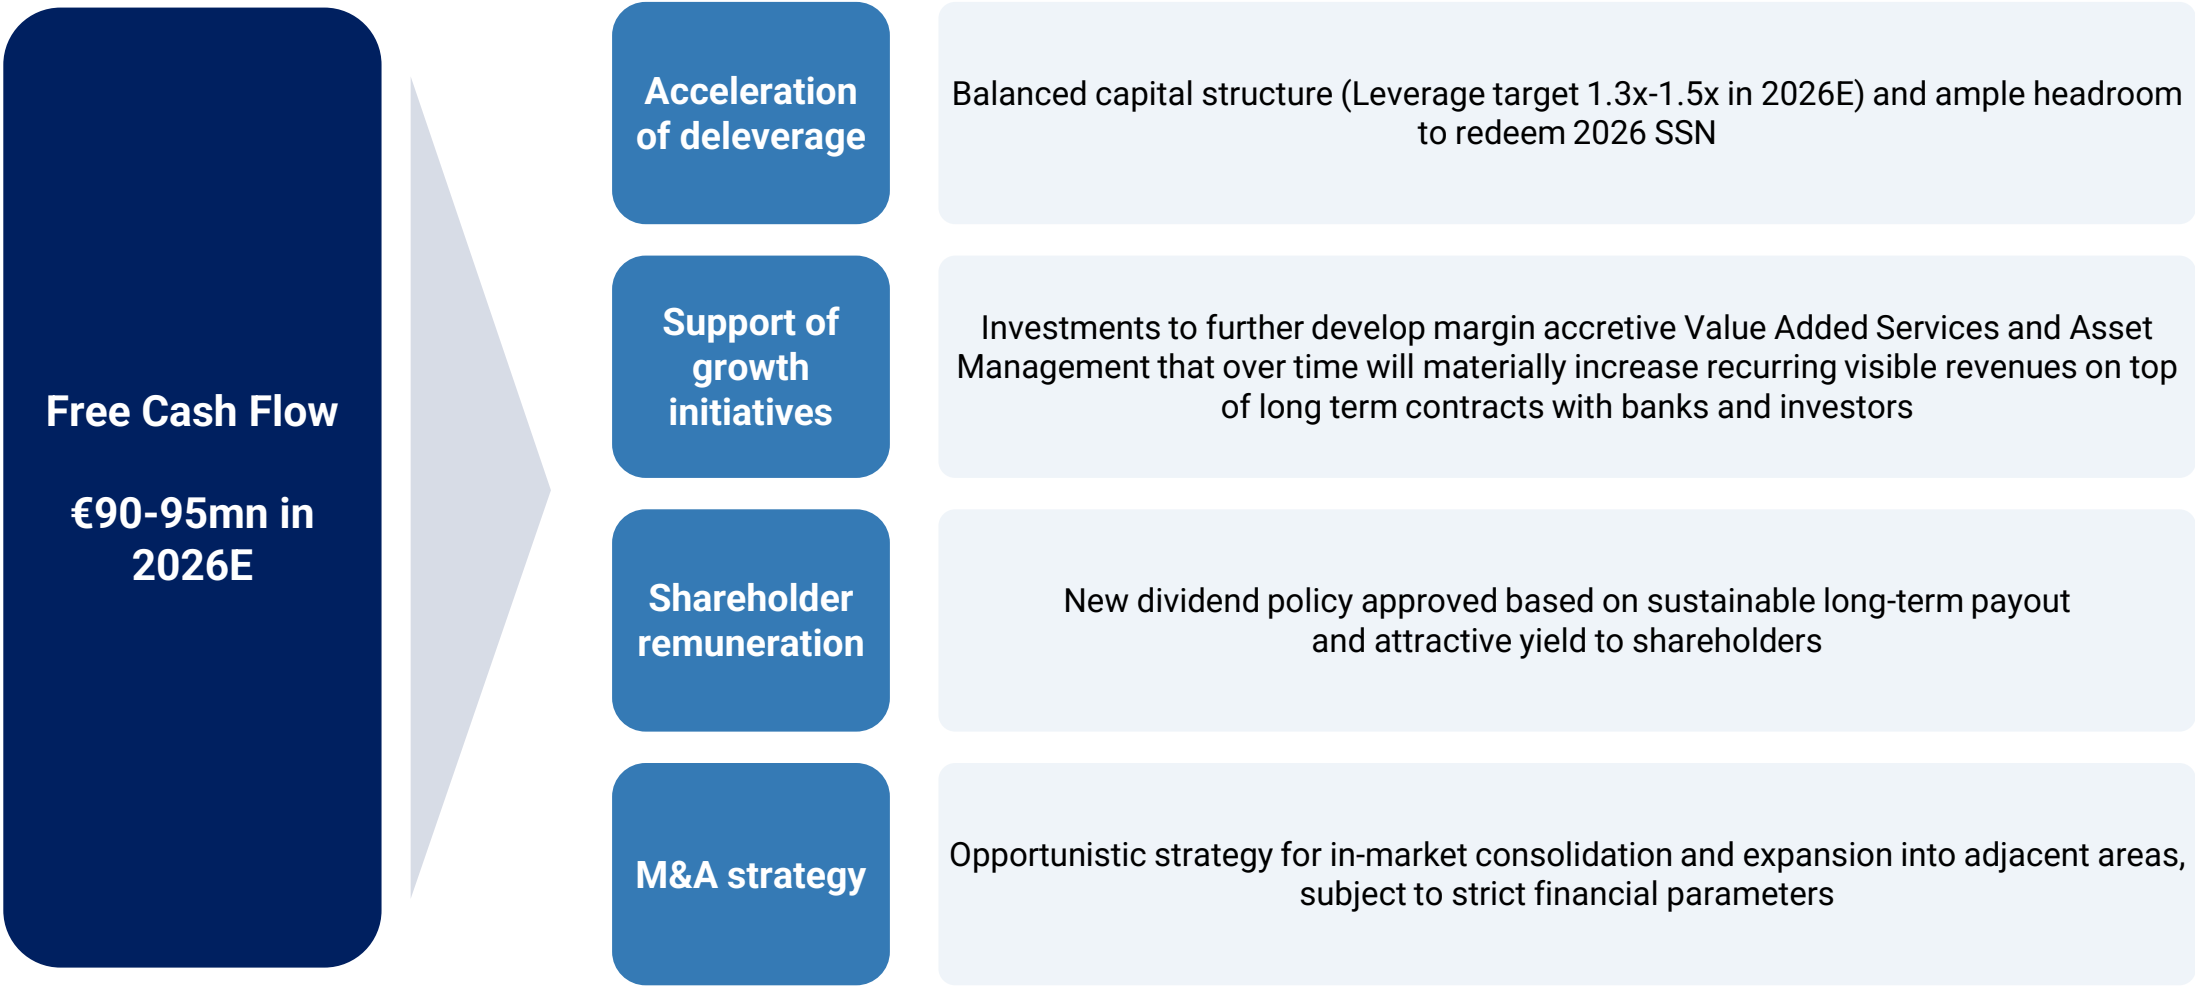 Free Cash Flow
€90-95mn in
2026E
Acceleration
of deleverage
Balanced capital structure (Leverage target 1.3x-1.5x in 2026E) and ample headroom
to redeem 2026 SSN
Support of
growth
initiatives
Investments to further develop margin accretive Value Added Services and Asset
Management that over time will materially increase recurring visible revenues on top
of long term contracts with banks and investors
Shareholder
remuneration
New dividend policy approved based on sustainable long-term payout
and attractive yield to shareholders
M&A strategy
Opportunistic strategy for in-market consolidation and expansion into adjacent areas,
subject to strict financial parameters